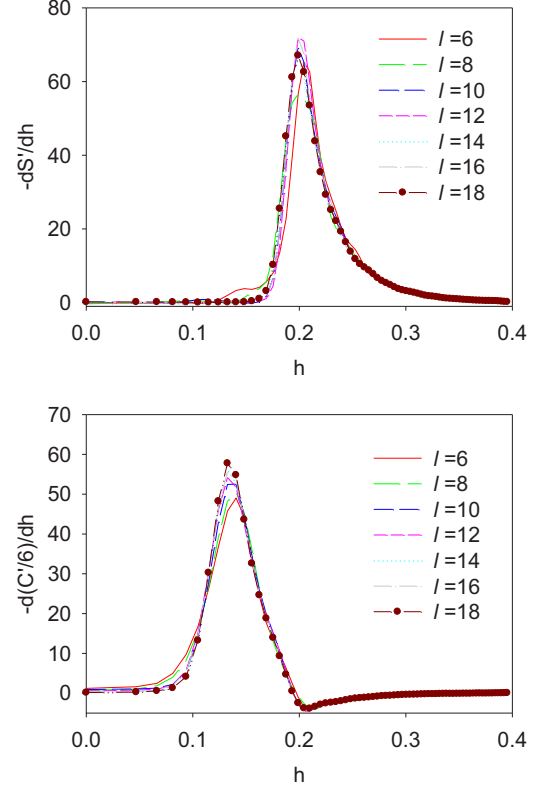 80
60
40
20
0
-dS'/dh
l =6
l =8
l =10
l =12
l =14
l =16
l =18
0.0 0.1 0.2 0.3 0.4
h
70
60
50
40
30
20
10
0
-d(C'/6)/dh
l =6
l =8
l =10
l =12
l =14
l =16
l =18
0.0 0.1 0.2 0.3 0.4
h